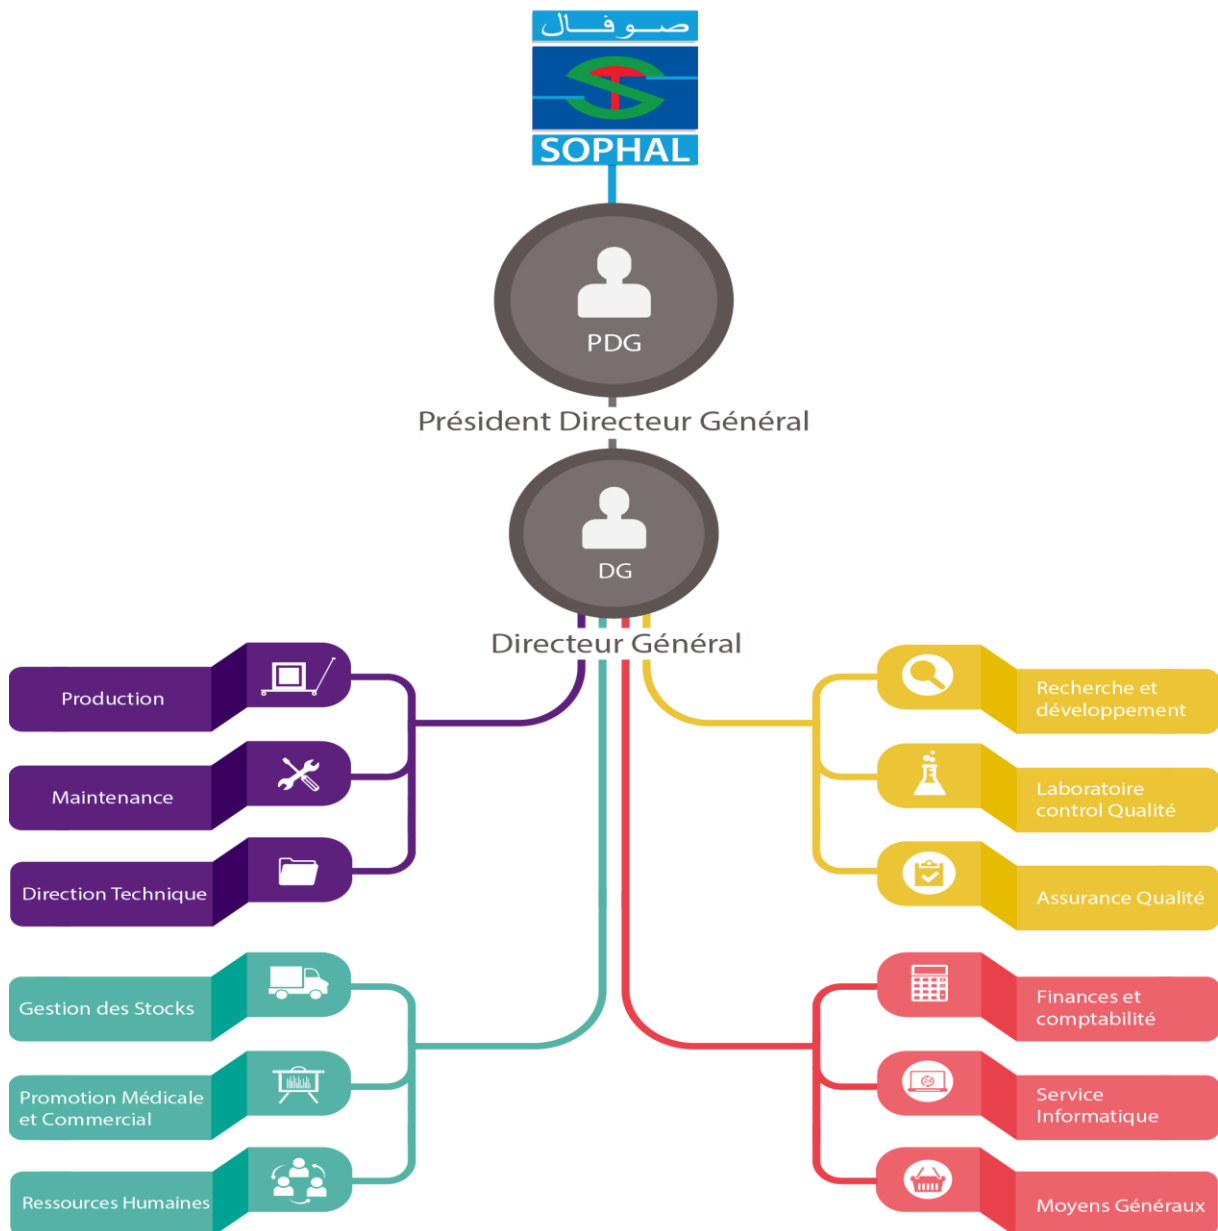 صوفال
SOPHAL
PDG
Président Directeur Général
DG
Directeur Général
Production
Maintenance
Direction Technique
Gestion des Stocks
Promotion Médicale
et Commercial
Ressources Humaines
Recherche et
développement
Laboratoire
control Qualité
Assurance Qualité
Finances et
comptabilité
Service
Informatique
Moyens Généraux